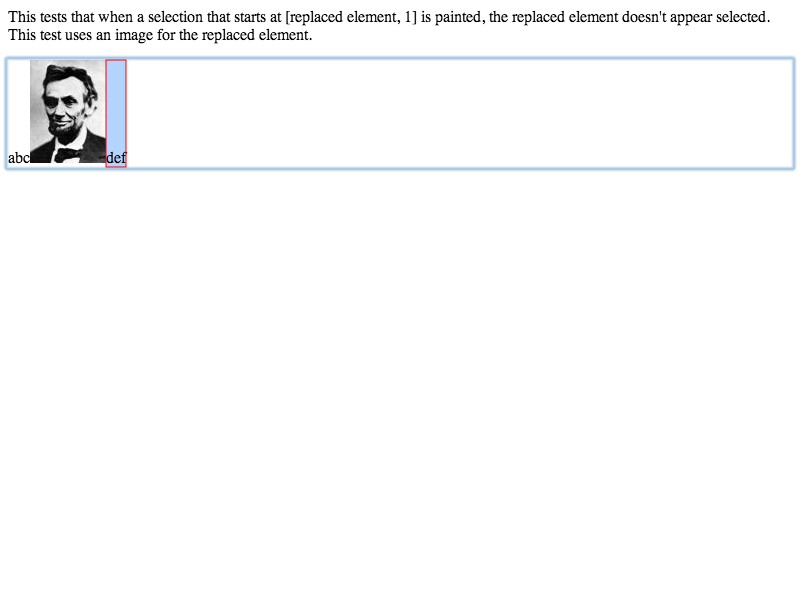 This tests that when a selection that starts at [replaced element, 1] is painted, the replaced element doesn't appear selected.
This test uses an image for the replaced element.
abc def